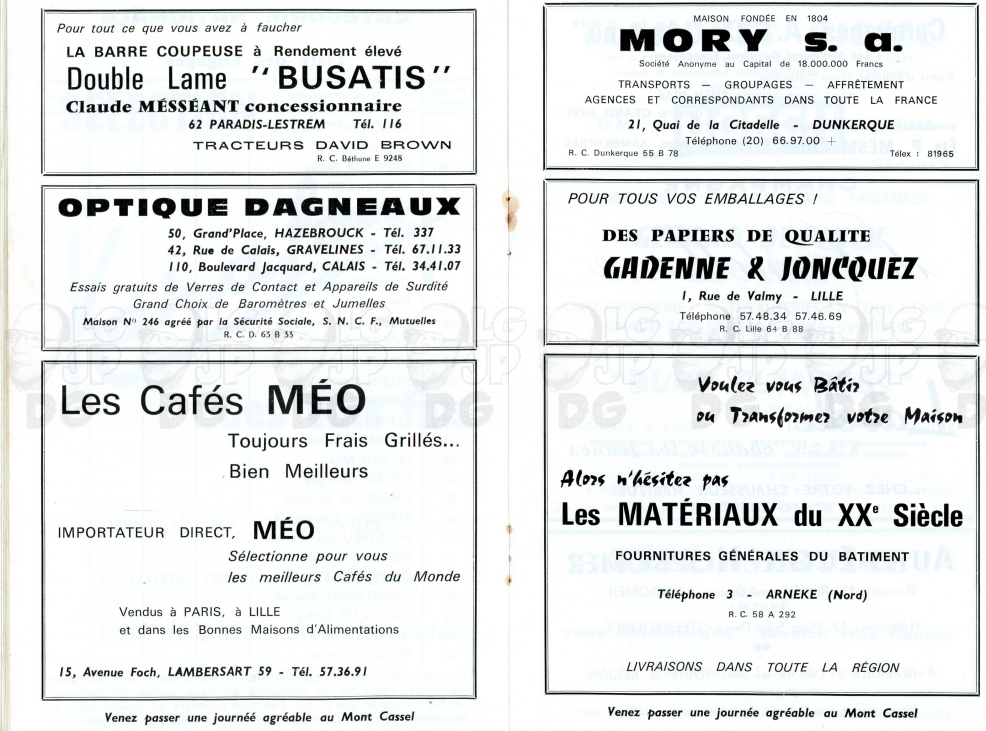 Pour tout ce que vous avez à faucher
LA BARRE COUPEUSE à Rendement élevé
Double Lame "BUSATIS"
Claude MÉSSÉANT concessionnaire
62 PARADIS-LESTREM Tél. 116
TRACTEURS DAVID BROWN
R. C. Béthune E 9248
OPTIQUE DAGNEAUX
50, Grand'Place, HAZEBROUCK - Tél. 337
42, Rue de Calais, GRAVELINES - Tél. 67.11.33
110, Boulevard Jacquard, CALAIS - Tél. 34.41.07
Essais gratuits de Verres de Contact et Appareils de Surdité
Grand Choix de Baromètres et Jumelles
Maison N° 246 agréé par la Sécurité Sociale, S. N. C. F., Mutuelles
R. C. D. 63 B 33
Les Cafés MÉO
Toujours Frais Grillés...
Bien Meilleurs
IMPORTATEUR DIRECT, MÉO
Sélectionne pour vous
les meilleurs Cafés du Monde
Vendus à PARIS, à LILLE
et dans les Bonnes Maisons d'Alimentations
15, Avenue Foch, LAMBERSART 59 - Tél. 57.36.91
Venez passer une journéé agréable au Mont Cassel
MAISON FONDÉE EN 1804
MORY s. a.
Société Anonyme au Capital de 18.000.000 Francs
TRANSPORTS — GROUPAGES — AFFRÈTEMENT
AGENCES ET CORRESPONDANTS DANS TOUTE LA FRANCE
21, Quai de la Citadelle - DUNKERQUE
Téléphone (20) 66.97.00 +
R. C. Dunkerque 55 B 78 Télex : 81965
POUR TOUS VOS EMBALLAGES !
DES PAPIERS DE QUALITE
GADENNE & JONCQUEZ
1, Rue de Valmy - LILLE
Téléphone 57.48.34 57.46.69
R. C. Lille 64 B 88
Voulez vous Bâtir
ou Transformer votre Maison
Alors n'hésitez pas
Les MATÉRIAUX du XXe Siècle
FOURNITURES GÉNÉRALES DU BATIMENT
Téléphone 3 - ARNEKE (Nord)
R. C. 58 A 292
LIVRAISONS DANS TOUTE LA RÉGION
Venez passer une journée agréable au Mont Cassel